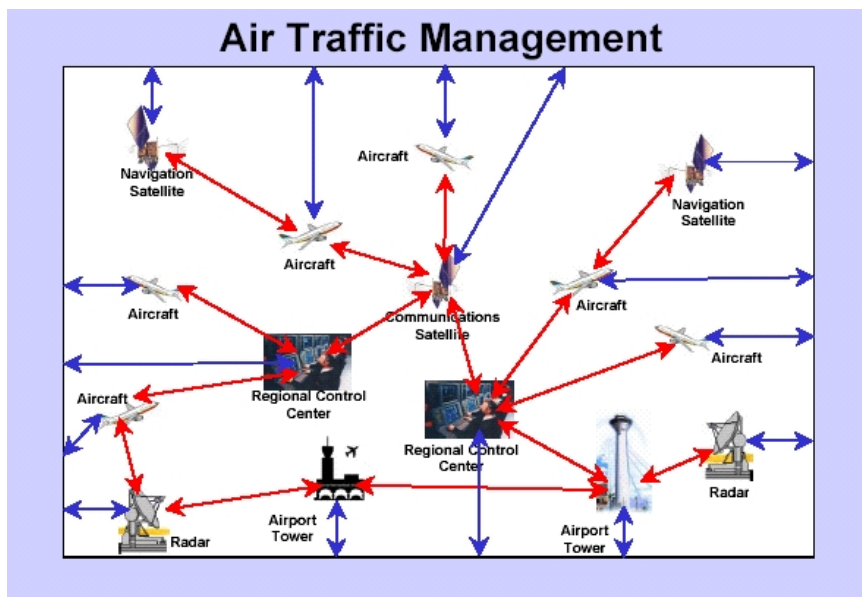 Air Traffic Management
Aircraft
Navigation
Satellite
Navigation
Satellite
Aircraft
Aircraft
Communications
Satellite
Aircraft
Aircraft
Aircraft
Regional Control
Center
Regional Control
Center
Radar
Airport
Tower
Airport
Tower
Radar